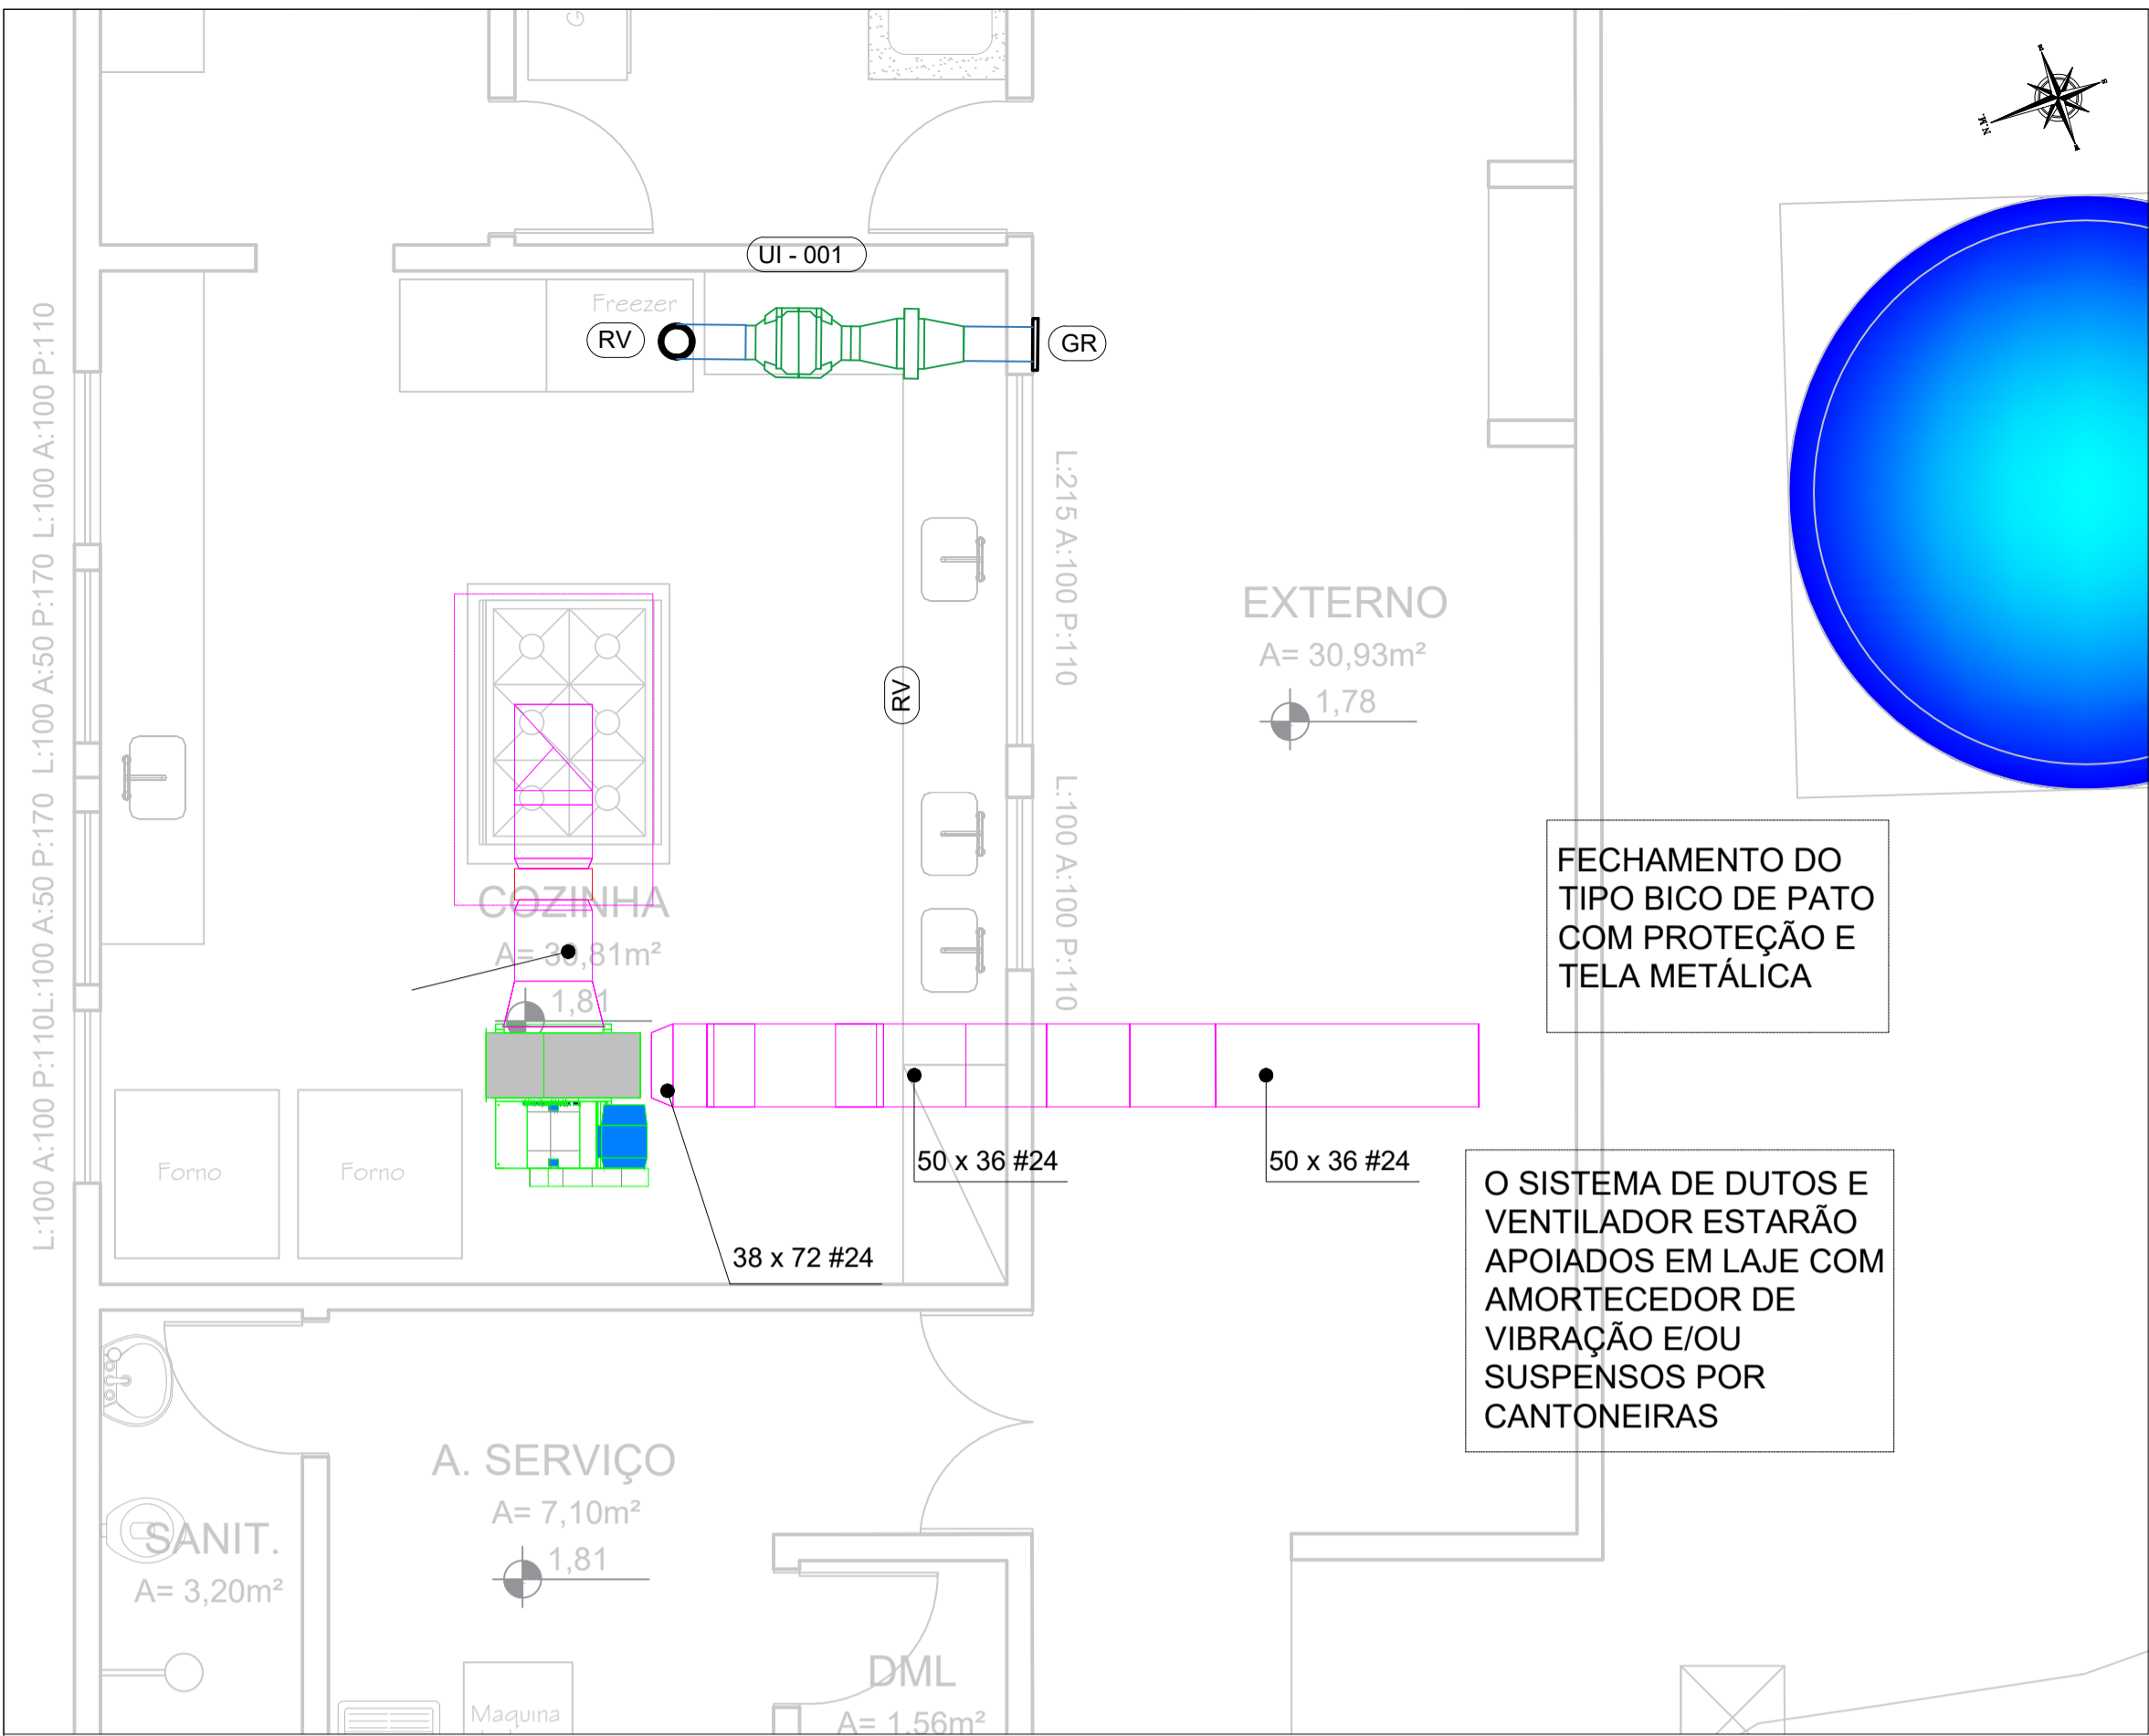 G
N.M.
UI - 001
Freezer
RV
GR
L:100 A:100 P:110
L:100 A:50 P:170
L:100 A:50 P:170
L:100 A:100 P:110
L:215 A:100 P:110
L:100 A:100 P:110
EXTERNO
A= 30,93m²
1,78
RV
FECHAMENTO DO
TIPO BICO DE PATO
COM PROTEÇÃO E
TELA METÁLICA
COZINHA
A= 30,81m²
1,81
Forno
Forno
50 x 36 #24
50 x 36 #24
38 x 72 #24
O SISTEMA DE DUTOS E
VENTILADOR ESTARÃO
APOIADOS EM LAJE COM
AMORTECEDOR DE
VIBRAÇÃO E/OU
SUSPENSOS POR
CANTONEIRAS
A. SERVIÇO
A= 7,10m²
1,81
SANIT.
A= 3,20m²
DML
A= 1,56m²
Maquina